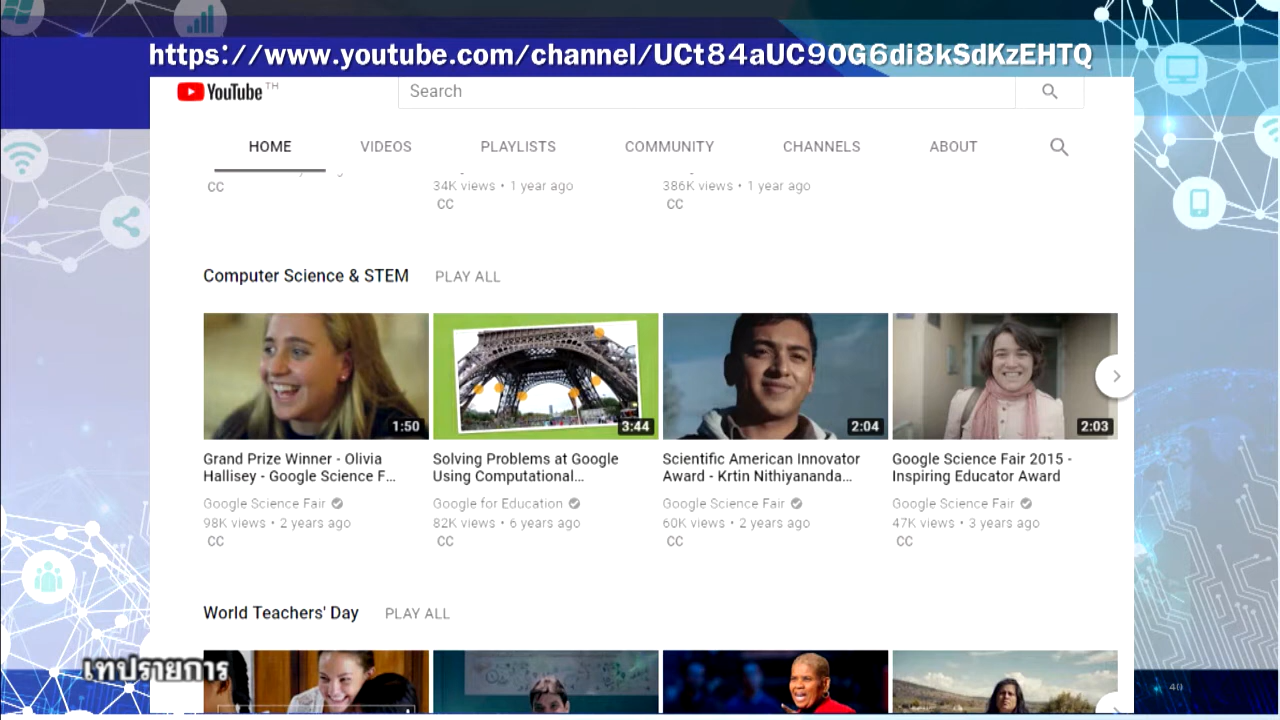 https://www.youtube.com/channel/UCt84aUC9OG6di8kSdKzEHTQ
YouTube TH
Search
HOME VIDEOS PLAYLISTS COMMUNITY CHANNELS ABOUT
CC
34K views • 1 year ago
CC
386K views • 1 year ago
CC
Computer Science & STEM PLAY ALL
1:50
3:44
2:04
2:03
Grand Prize Winner - Olivia
Hallisey - Google Science F...
Google Science Fair
98K views • 2 years ago
CC
Solving Problems at Google
Using Computational...
Google for Education
82K views • 6 years ago
CC
Scientific American Innovator
Award - Krtin Nithiyananda...
Google Science Fair
60K views • 2 years ago
CC
Google Science Fair 2015 -
Inspiring Educator Award
Google Science Fair
47K views • 3 years ago
CC
World Teachers' Day PLAY ALL
เทปรายการ
40